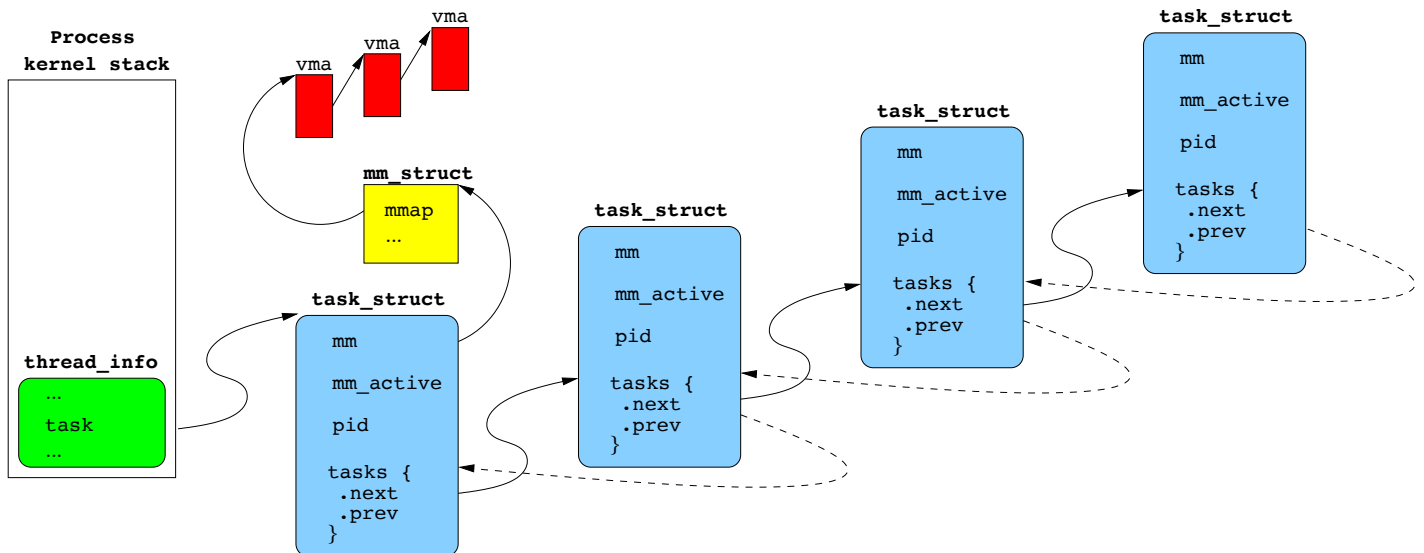 Process
kernel stack
thread_info
...
task
...
vma
vma
vma
mm_struct
mmap
...
task_struct
mm
mm_active
pid
tasks {
.next
.prev
}
task_struct
mm
mm_active
pid
tasks {
.next
.prev
}
task_struct
mm
mm_active
pid
tasks {
.next
.prev
}
task_struct
mm
mm_active
pid
tasks {
.next
.prev
}